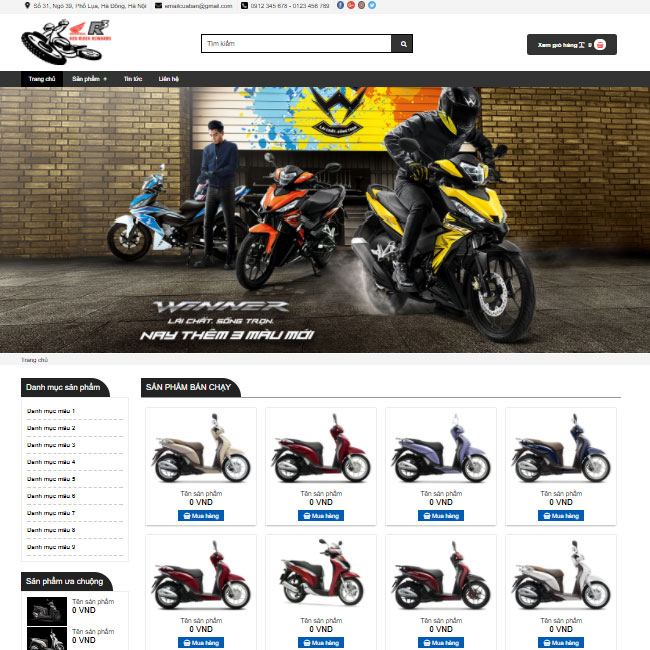 Số 31, Ngõ 39, Phố Lụa, Hà Đông, Hà Nội
emailcuaban@gmail.com
0912 345 678 - 0123 456 789
Tìm kiếm
Xem giỏ hàng
Trang chủ
Sản phẩm +
Tin tức
Liên hệ
LÁI CHẤT. SỐNG TRỌN
WINNER
LÁI CHẤT. SỐNG TRỌN.
NAY THÊM 3 MÀU MỚI
Trang chủ
Danh mục sản phẩm
Danh mục mẫu 1
Danh mục mẫu 2
Danh mục mẫu 3
Danh mục mẫu 4
Danh mục mẫu 5
Danh mục mẫu 6
Danh mục mẫu 7
Danh mục mẫu 8
Danh mục mẫu 9
Sản phẩm ưa chuộng
Tên sản phẩm
0 VND
Tên sản phẩm
0 VND
SẢN PHẨM BÁN CHẠY
Tên sản phẩm
0 VND
Mua hàng
Tên sản phẩm
0 VND
Mua hàng
Tên sản phẩm
0 VND
Mua hàng
Tên sản phẩm
0 VND
Mua hàng
Tên sản phẩm
0 VND
Mua hàng
Tên sản phẩm
0 VND
Mua hàng
Tên sản phẩm
0 VND
Mua hàng
Tên sản phẩm
0 VND
Mua hàng